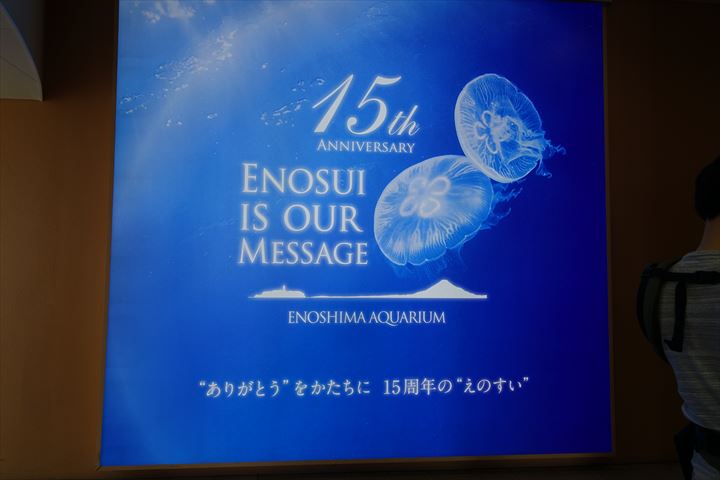 15th
ANNIVERSARY
ENOSUI
IS OUR
MESSAGE
ENOSHIMA AQUARIUM
“ありがとう”をかたちに 15周年の“えのすい”